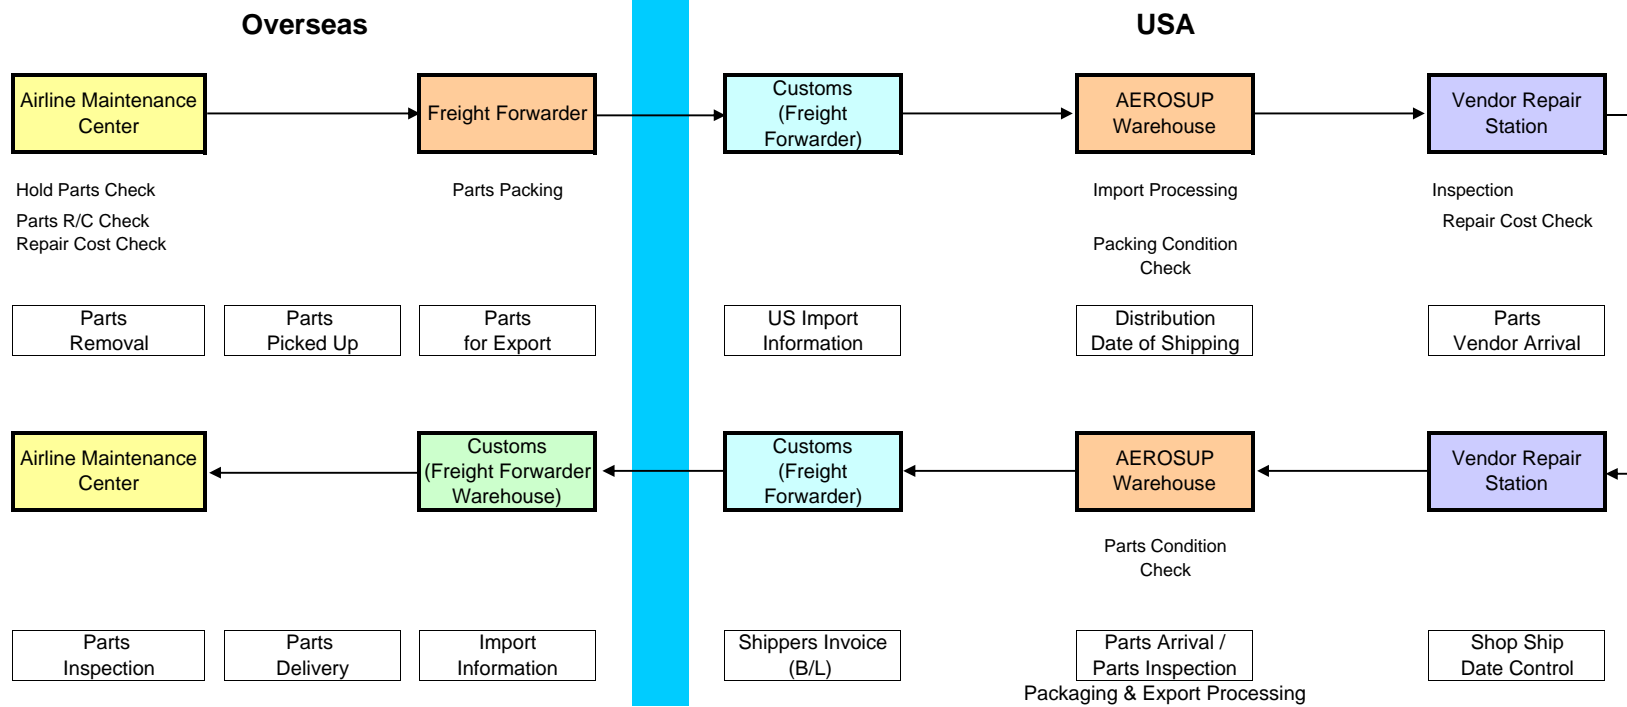 Overseas
USA
Airline Maintenance
Center
Freight Forwarder
Customs
(Freight
Forwarder)
AEROSUP
Warehouse
Vendor Repair
Station
Hold Parts Check
Parts R/C Check
Repair Cost Check
Parts Packing
Import Processing
Packing Condition
Check
Inspection
Repair Cost Check
Parts
Removal
Parts
Picked Up
Parts
for Export
US Import
Information
Distribution
Date of Shipping
Parts
Vendor Arrival
Airline Maintenance
Center
Customs
(Freight Forwarder
Warehouse)
Customs
(Freight
Forwarder)
AEROSUP
Warehouse
Vendor Repair
Station
Parts Condition
Check
Parts
Inspection
Parts
Delivery
Import
Information
Shippers Invoice
(B/L)
Parts Arrival /
Parts Inspection
Packaging & Export Processing
Shop Ship
Date Control